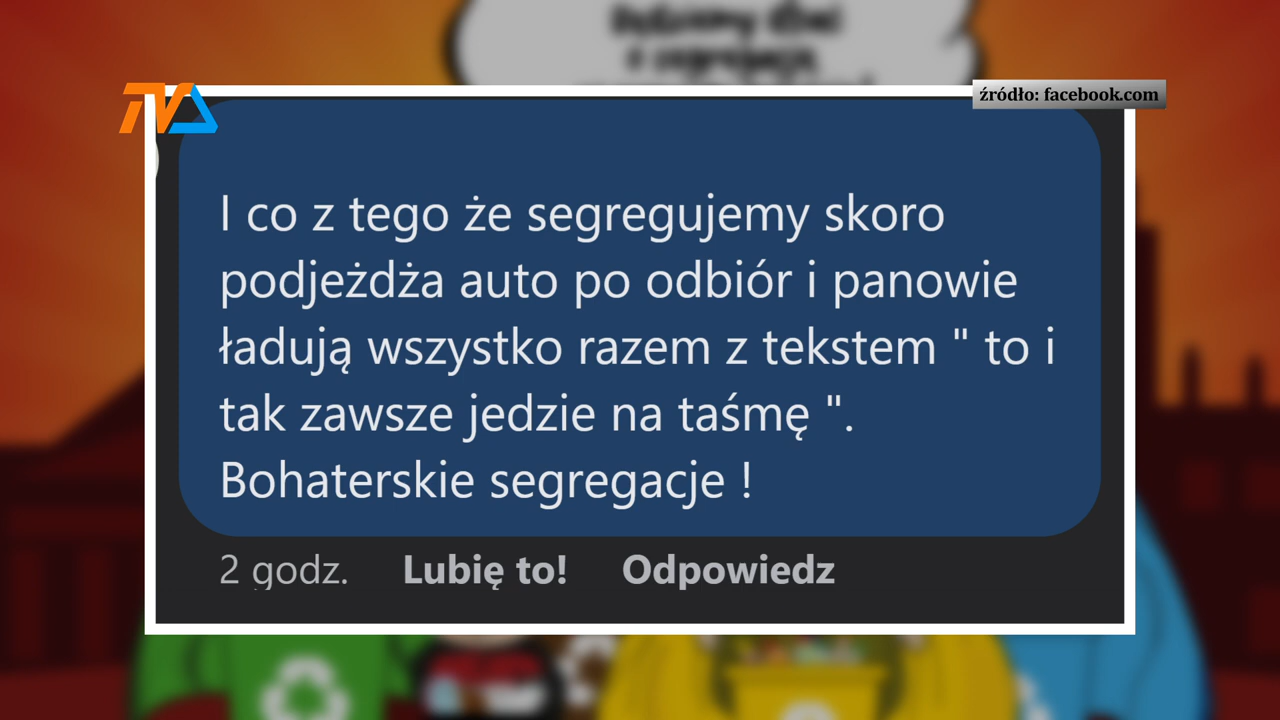 źródło: facebook.com
TVA
I co z tego że segregujemy skoro
podjeżdża auto po odbiór i panowie
ładują wszystko razem z tekstem " to i
tak zawsze jedzie na taśmę ".
Bohaterskie segregacje !
2 godz. Lubię to! Odpowiedz